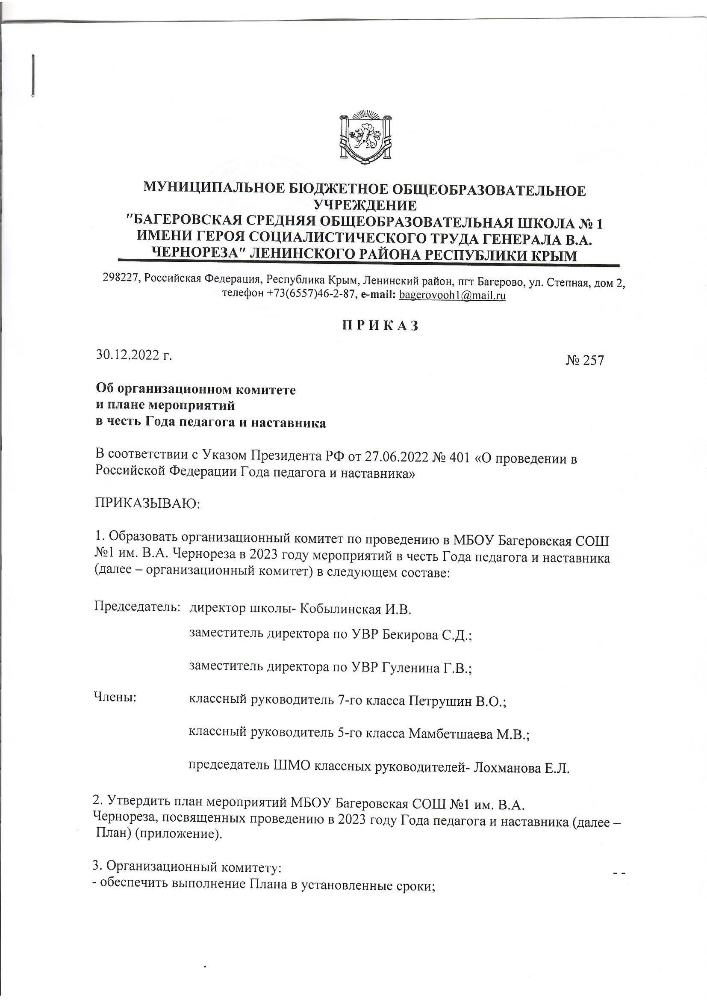 МУНИЦИПАЛЬНОЕ БЮДЖЕТНОЕ ОБЩЕОБРАЗОВАТЕЛЬНОЕ
УЧРЕЖДЕНИЕ
"БАГЕРОВСКАЯ СРЕДНЯЯ ОБЩЕОБРАЗОВАТЕЛЬНАЯ ШКОЛА № 1
ИМЕНИ ГЕРОЯ СОЦИАЛИСТИЧЕСКОГО ТРУДА ГЕНЕРАЛА В.А.
ЧЕРНОРЕЗА" ЛЕНИНСКОГО РАЙОНА РЕСПУБЛИКИ КРЫМ
298227, Российская Федерация, Республика Крым, Ленинский район, пгт Багерово, ул. Степная, дом 2,
телефон +73(6557)46-2-87, e-mail: bagerovooh1@mail.ru
П Р И К А З
30.12.2022 г. № 257
Об организационном комитете
и плане мероприятий
в честь Года педагога и наставника
В соответствии с Указом Президента РФ от 27.06.2022 № 401 «О проведении в
Российской Федерации Года педагога и наставника»
ПРИКАЗЫВАЮ:
1. Образовать организационный комитет по проведению в МБОУ Багеровская СОШ
№1 им. В.А. Чернореза в 2023 году мероприятий в честь Года педагога и наставника
(далее – организационный комитет) в следующем составе:
Председатель: директор школы- Кобылинская И.В.
заместитель директора по УВР Бекирова С.Д.;
заместитель директора по УВР Гуленина Г.В.;
Члены: классный руководитель 7-го класса Петрушин В.О.;
классный руководитель 5-го класса Мамбетшаева М.В.;
председатель ШМО классных руководителей- Лохманова Е.Л.
2. Утвердить план мероприятий МБОУ Багеровская СОШ №1 им. В.А.
Чернореза, посвященных проведению в 2023 году Года педагога и наставника (далее –
План) (приложение).
3. Организационный комитету:
- обеспечить выполнение Плана в установленные сроки;